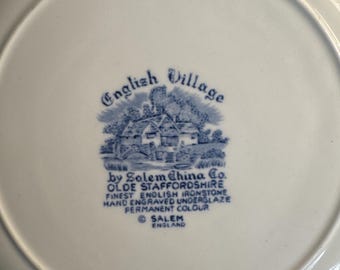 English Village
by Salem China Co.
OLDE STAFFORDSHIRE
FINEST ENGLISH IRONSTONE
HAND ENGRAVED UNDERGLAZE
PERMANENT COLOUR
© SALEM
ENGLAND